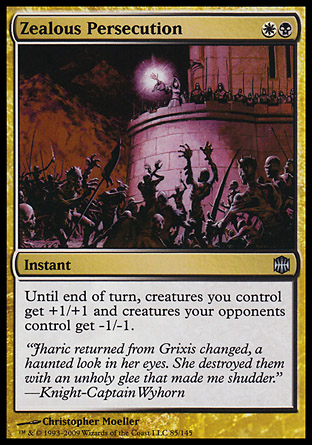 Zealous Persecution
Instant
Until end of turn, creatures you control
get +1/+1 and creatures your opponents
control get -1/-1.
“Jharic returned from Grixis changed, a
haunted look in her eyes. She destroyed them
with an unholy glee that made me shudder.”
—Knight-Captain Wyhorn
Christopher Moeller
™ & © 1993–2009 Wizards of the Coast LLC 85/145